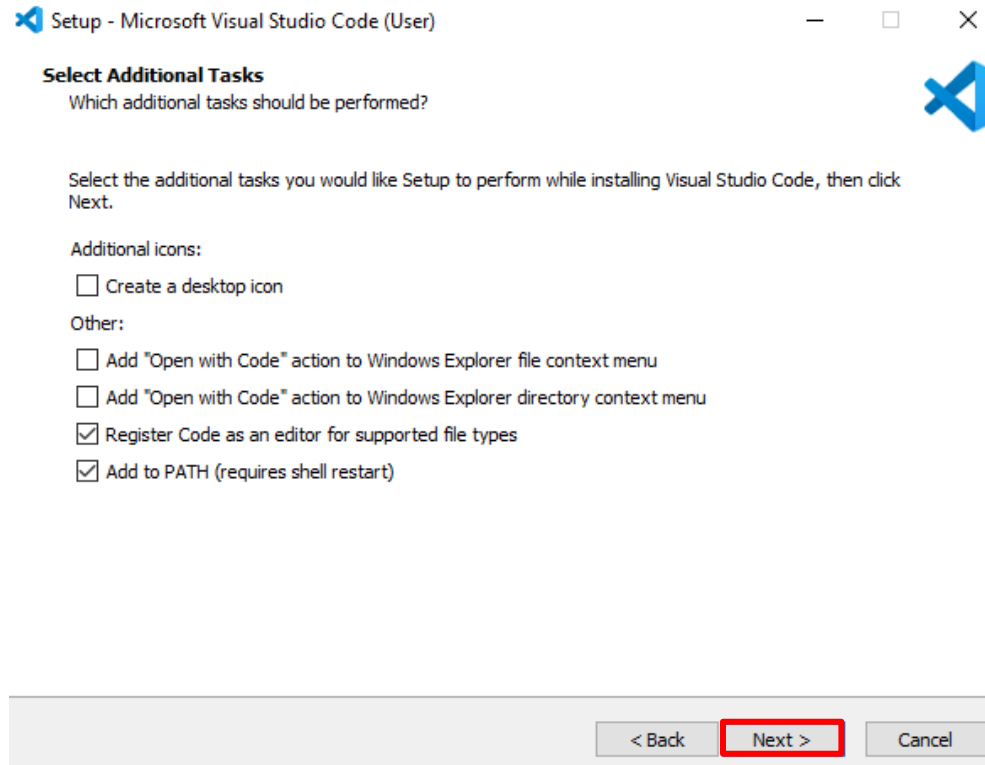 Setup - Microsoft Visual Studio Code (User)
Select Additional Tasks
Which additional tasks should be performed?
Select the additional tasks you would like Setup to perform while installing Visual Studio Code, then click
Next.
Additional icons:
Create a desktop icon
Other:
Add "Open with Code" action to Windows Explorer file context menu
Add "Open with Code" action to Windows Explorer directory context menu
Register Code as an editor for supported file types
Add to PATH (requires shell restart)
< Back Next > Cancel